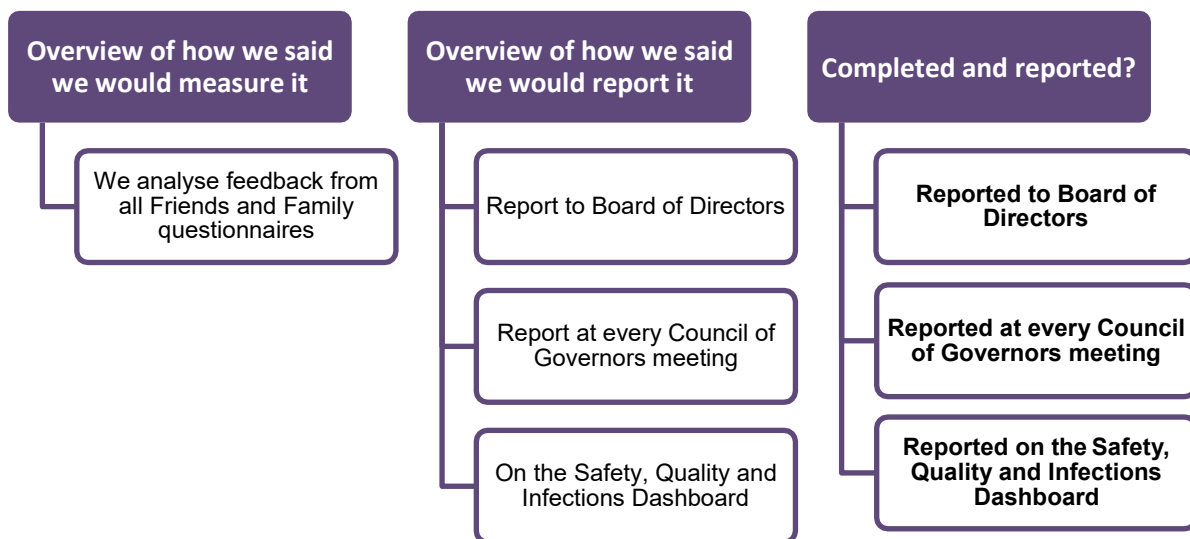 Overview of how we said
we would measure it
We analyse feedback from
all Friends and Family
questionnaires
Overview of how we said
we would report it
Report to Board of Directors
Report at every Council of
Governors meeting
On the Safety, Quality and
Infections Dashboard
Completed and reported?
Reported to Board of
Directors
Reported at every Council
of Governors meeting
Reported on the Safety,
Quality and Infections
Dashboard